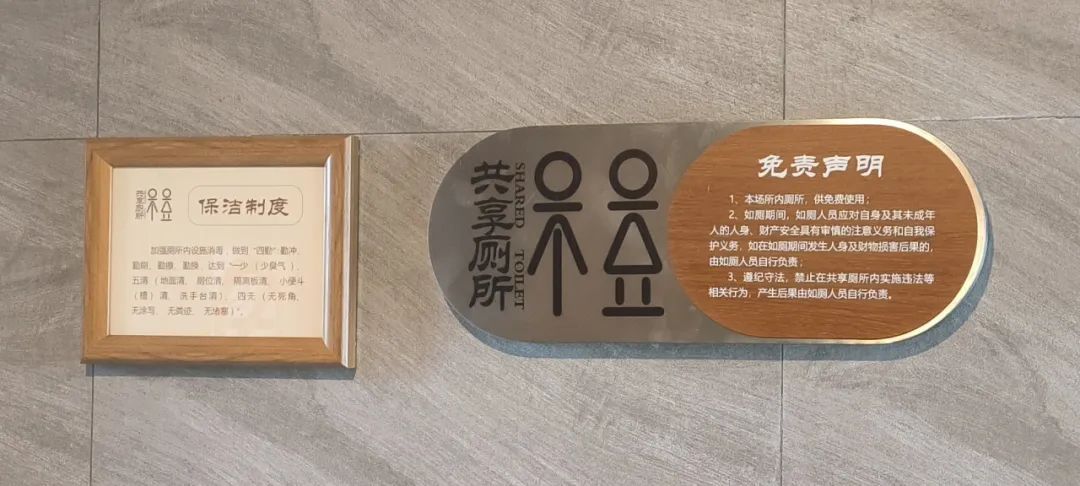 共享厕所
保洁制度
加强厕所内设施消毒，做到“四勤”:勤冲、
勤刷、勤擦、勤换，达到“一少（少臭气）、
五清（地面清、厕位清、隔离板清、小便斗
（槽）清、洗手台清）、四无（无死角、
无涂写、无粪迹、无堵塞）”。
共享厕所
SHARED TOILET
免责声明
1、本场所内厕所，供免费使用；
2、如厕期间，如厕人员应对自身及其未成年
人的人身、财产安全具有审慎的注意义务和自我保
护义务，如在如厕期间发生人身及财物损害后果的，
由如厕人员自行负责；
3、遵纪守法，禁止在共享厕所内实施违法等
相关行为，产生后果由如厕人员自行负责。